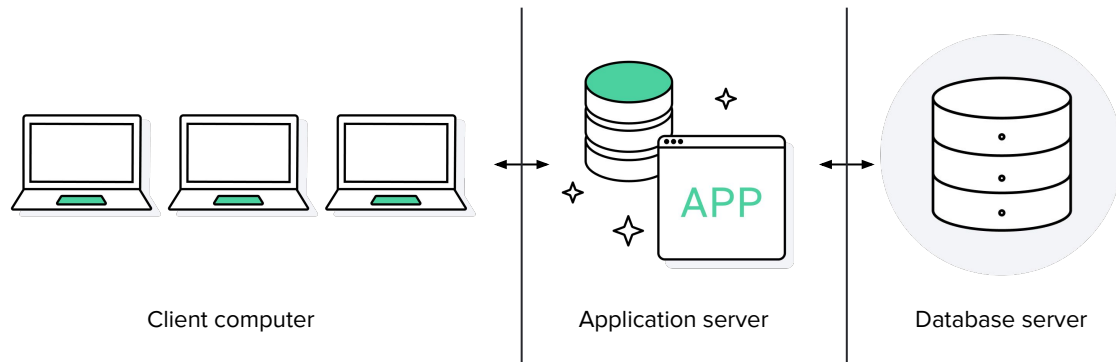 APP
Client computer
Application server
Database server